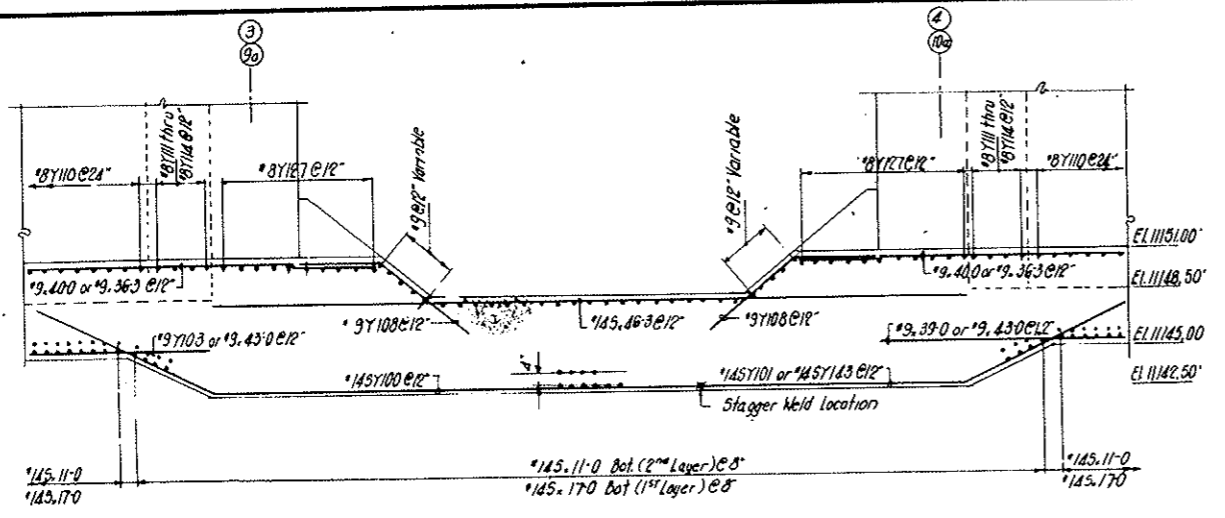 3
9a
4
10a
#8Y110@24"
#8Y111 thru
#8Y114@12"
#8Y127@12"
#9@12" Variable
#9@12" Variable
#8Y127@12"
#8Y111 thru
#8Y114@12"
#8Y110@24"
El.11151.00'
#9×40-0 or #9×36-3@12"
#9×40-0 or #9×36-3@12"
El.11148.50'
#9Y108@12"
#14S×46-3@12"
#9Y108@12"
#9Y103 or #9×43-0@12"
#9×39-0 or #9×43-0@12"
El.11145.00
#14SY100@12"
4"
#14SY101 or #14SY143@12"
El.11142.50'
Stagger Weld Location
#14S×11-0
#14S×11-0 Bot. (2nd Layer)@8"
#14S×11-0
#14S×17-0
#14S×17-0 Bot (1ST Layer)@8
#14S×17-0